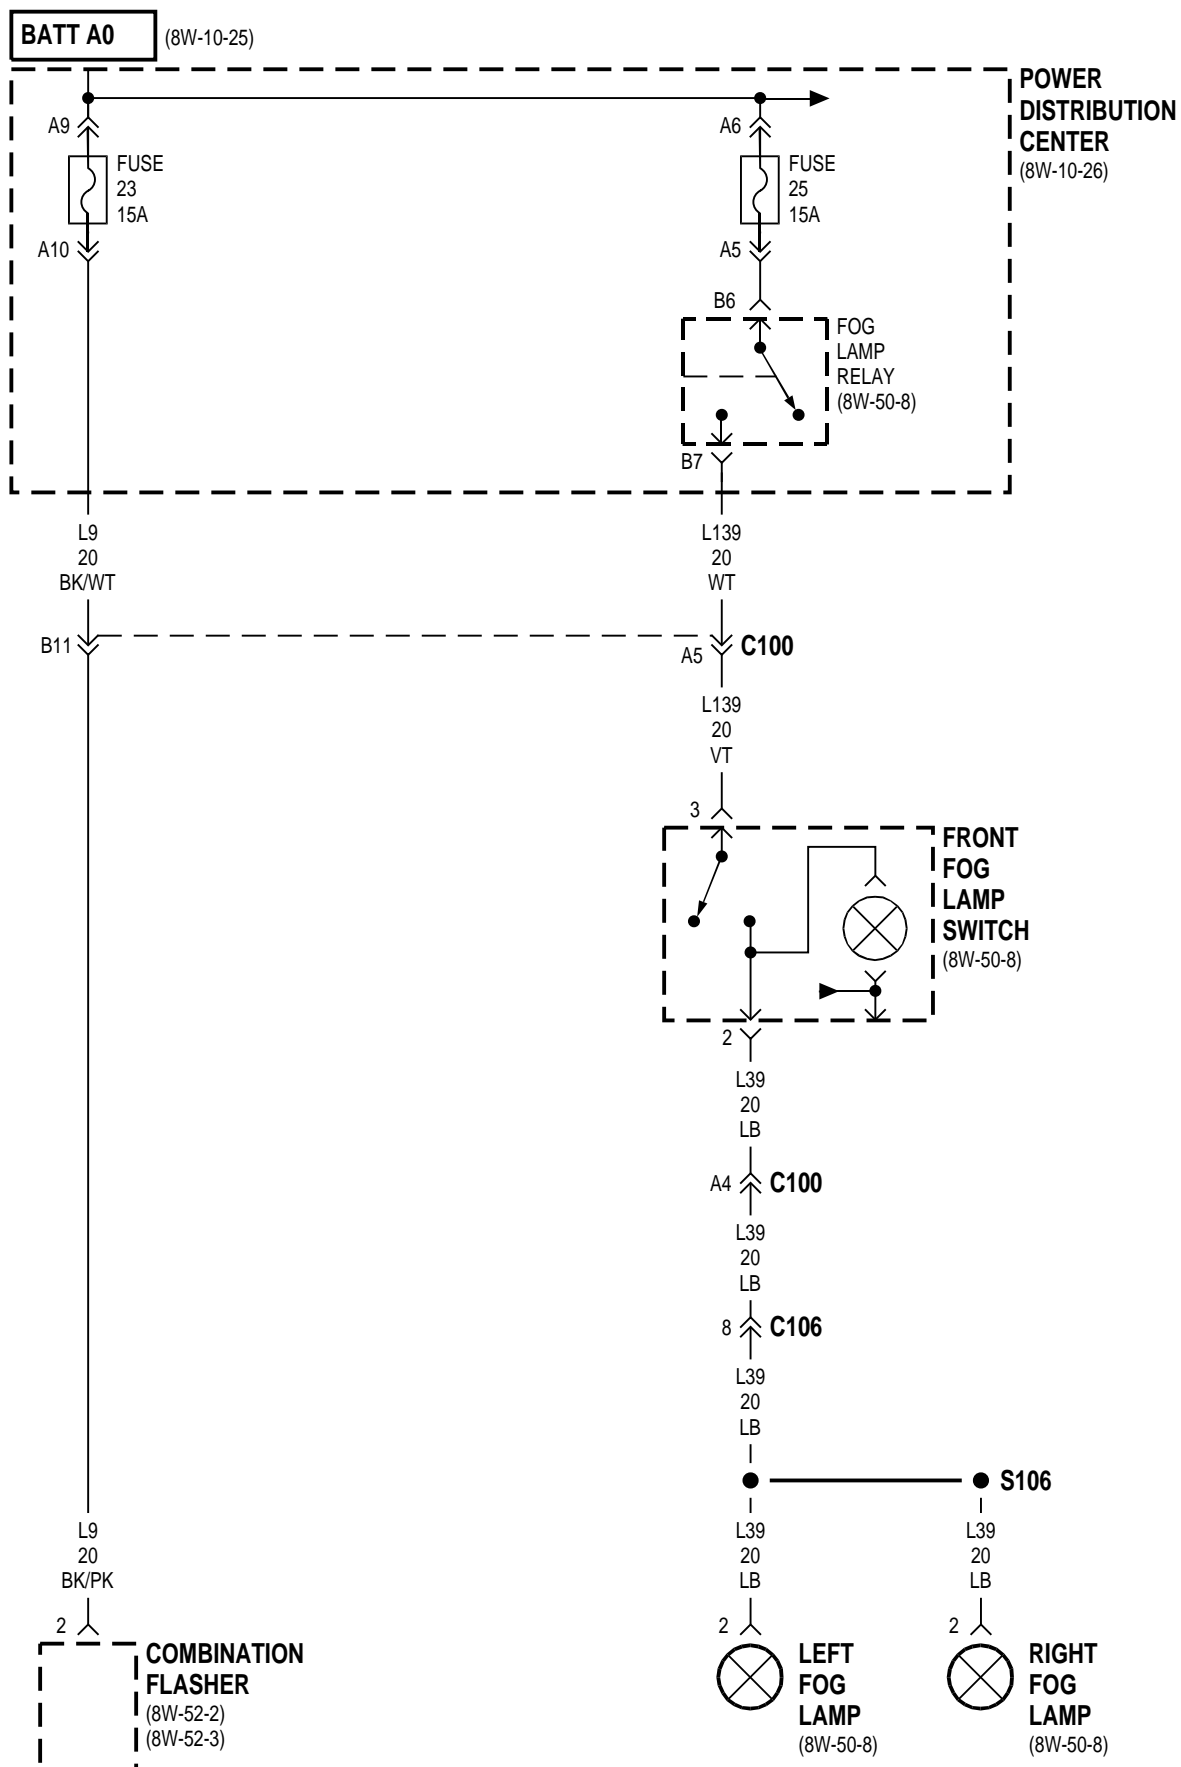 BATT A0 (8W-10-25)
POWER
DISTRIBUTION
CENTER
(8W-10-26)
A9
FUSE
23
15A
A10
A6
FUSE
25
15A
A5
B6
FOG
LAMP
RELAY
(8W-50-8)
B7
L9
20
BK/WT
L139
20
WT
B11
A5 C100
L139
20
VT
3
FRONT
FOG
LAMP
SWITCH
(8W-50-8)
2
L39
20
LB
A4 C100
L39
20
LB
8 C106
L39
20
LB
S106
L9
20
BK/PK
L39
20
LB
L39
20
LB
2
COMBINATION
FLASHER
(8W-52-2)
(8W-52-3)
2
LEFT
FOG
LAMP
(8W-50-8)
2
RIGHT
FOG
LAMP
(8W-50-8)